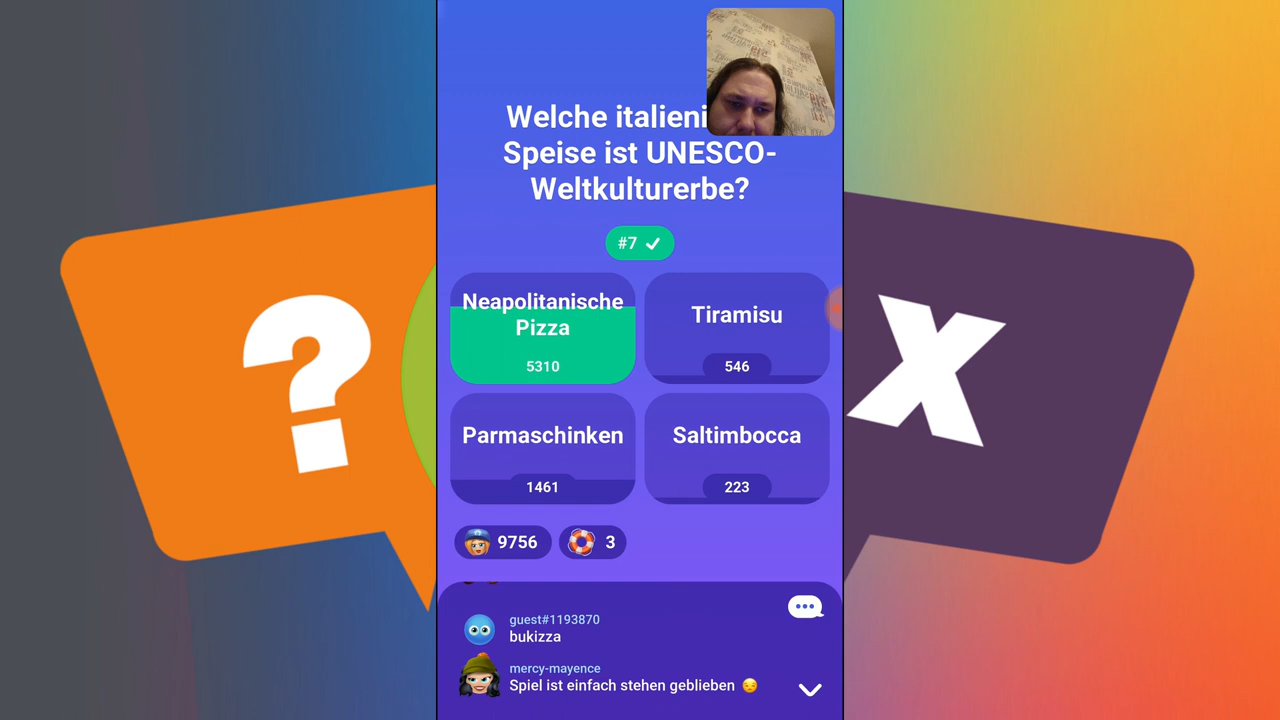 Welche italieni
Speise ist UNESCO-
Weltkulturerbe?
#7
Neapolitanische
Pizza
5310
Tiramisu
546
Parmaschinken
1461
Saltimbocca
223
9756
3
guest#1193870
bukizza
mercy-mayence
Spiel ist einfach stehen geblieben 😒
?
X